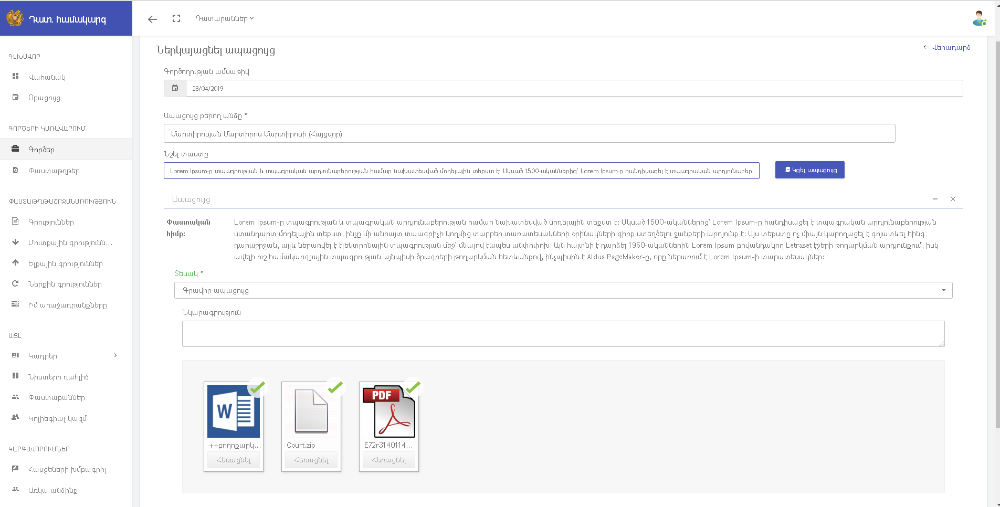 Դատ. համակարգ
Դատարաններ
ԳԼԽԱՎՈՐ
Վահանակ
Օրացույց
ԳՈՐԾԵՐԻ ԿԱՌԱՎԱՐՈՒՄ
Գործեր
Փաստաթղթեր
ՓԱՍՏԱԹՂԹԱՇՐՋԱՆԱՌՈՒԹՅՈՒՆ
Գրություններ
Մուտքային գրությունն...
Ելքային գրություններ
Ներքին գրություններ
Իմ առաջադրանքները
ԱՅԼ
Կադրեր
Նիստերի դահլիճ
Փաստաբաններ
Կոլիեգիալ կազմ
ԿԱՐԳԱՎՈՐՈՒՄՆԵՐ
Հասցեների խմբագրիչ
Առկա անձինք
Ներկայացնել ապացույց
Վերադարձ
Գործողության ամսաթիվ
23/04/2019
Ապացույց բերող անձը *
Մարտիրոսյան Մարտիրոս Մարտիրոսի (Հայցվոր)
Նշել փաստը
Lorem Ipsum-ը տպագրության և տպագրական արդյունաբերության համար նախատեսված մոդելային տեքստ է: Սկսած 1500-ականներից` Lorem Ipsum-ը հանդիսացել է տպագրական արդյունաբերու
Կցել ապացույց
Ապացույց
Փաստական հիմք:
Lorem Ipsum-ը տպագրության և տպագրական արդյունաբերության համար նախատեսված մոդելային տեքստ է: Սկսած 1500-ականներից` Lorem Ipsum-ը հանդիսացել է տպագրական արդյունաբերության
ստանդարտ մոդելային տեքստ, ինչը մի անհայտ տպագրիչի կողմից տարբեր տառատեսակների օրինակների գիրք ստեղծելու ջանքերի արդյունք է: Այս տեքստը ոչ միայն կարողացել է գոյատևել հինգ
դարաշրջան, այլև ներառվել է էլեկտրոնային տպագրության մեջ` մնալով էապես անփոփոխ: Այն հայտնի է դարձել 1960-ականներին Lorem Ipsum բովանդակող Letraset էջերի թողարկման արդյունքում, իսկ
ավելի ուշ համակարգչային տպագրության այնպիսի ծրագրերի թողարկման հետևանքով, ինչպիսին է Aldus PageMaker-ը, որը ներառում է Lorem Ipsum-ի տարատեսակներ:
Տեսակ *
Գրավոր ապացույց
Նկարագրություն
W
PDF
++բողոքարկ...
Court.zip
E72r3140114...
Հեռացնել
Հեռացնել
Հեռացնել